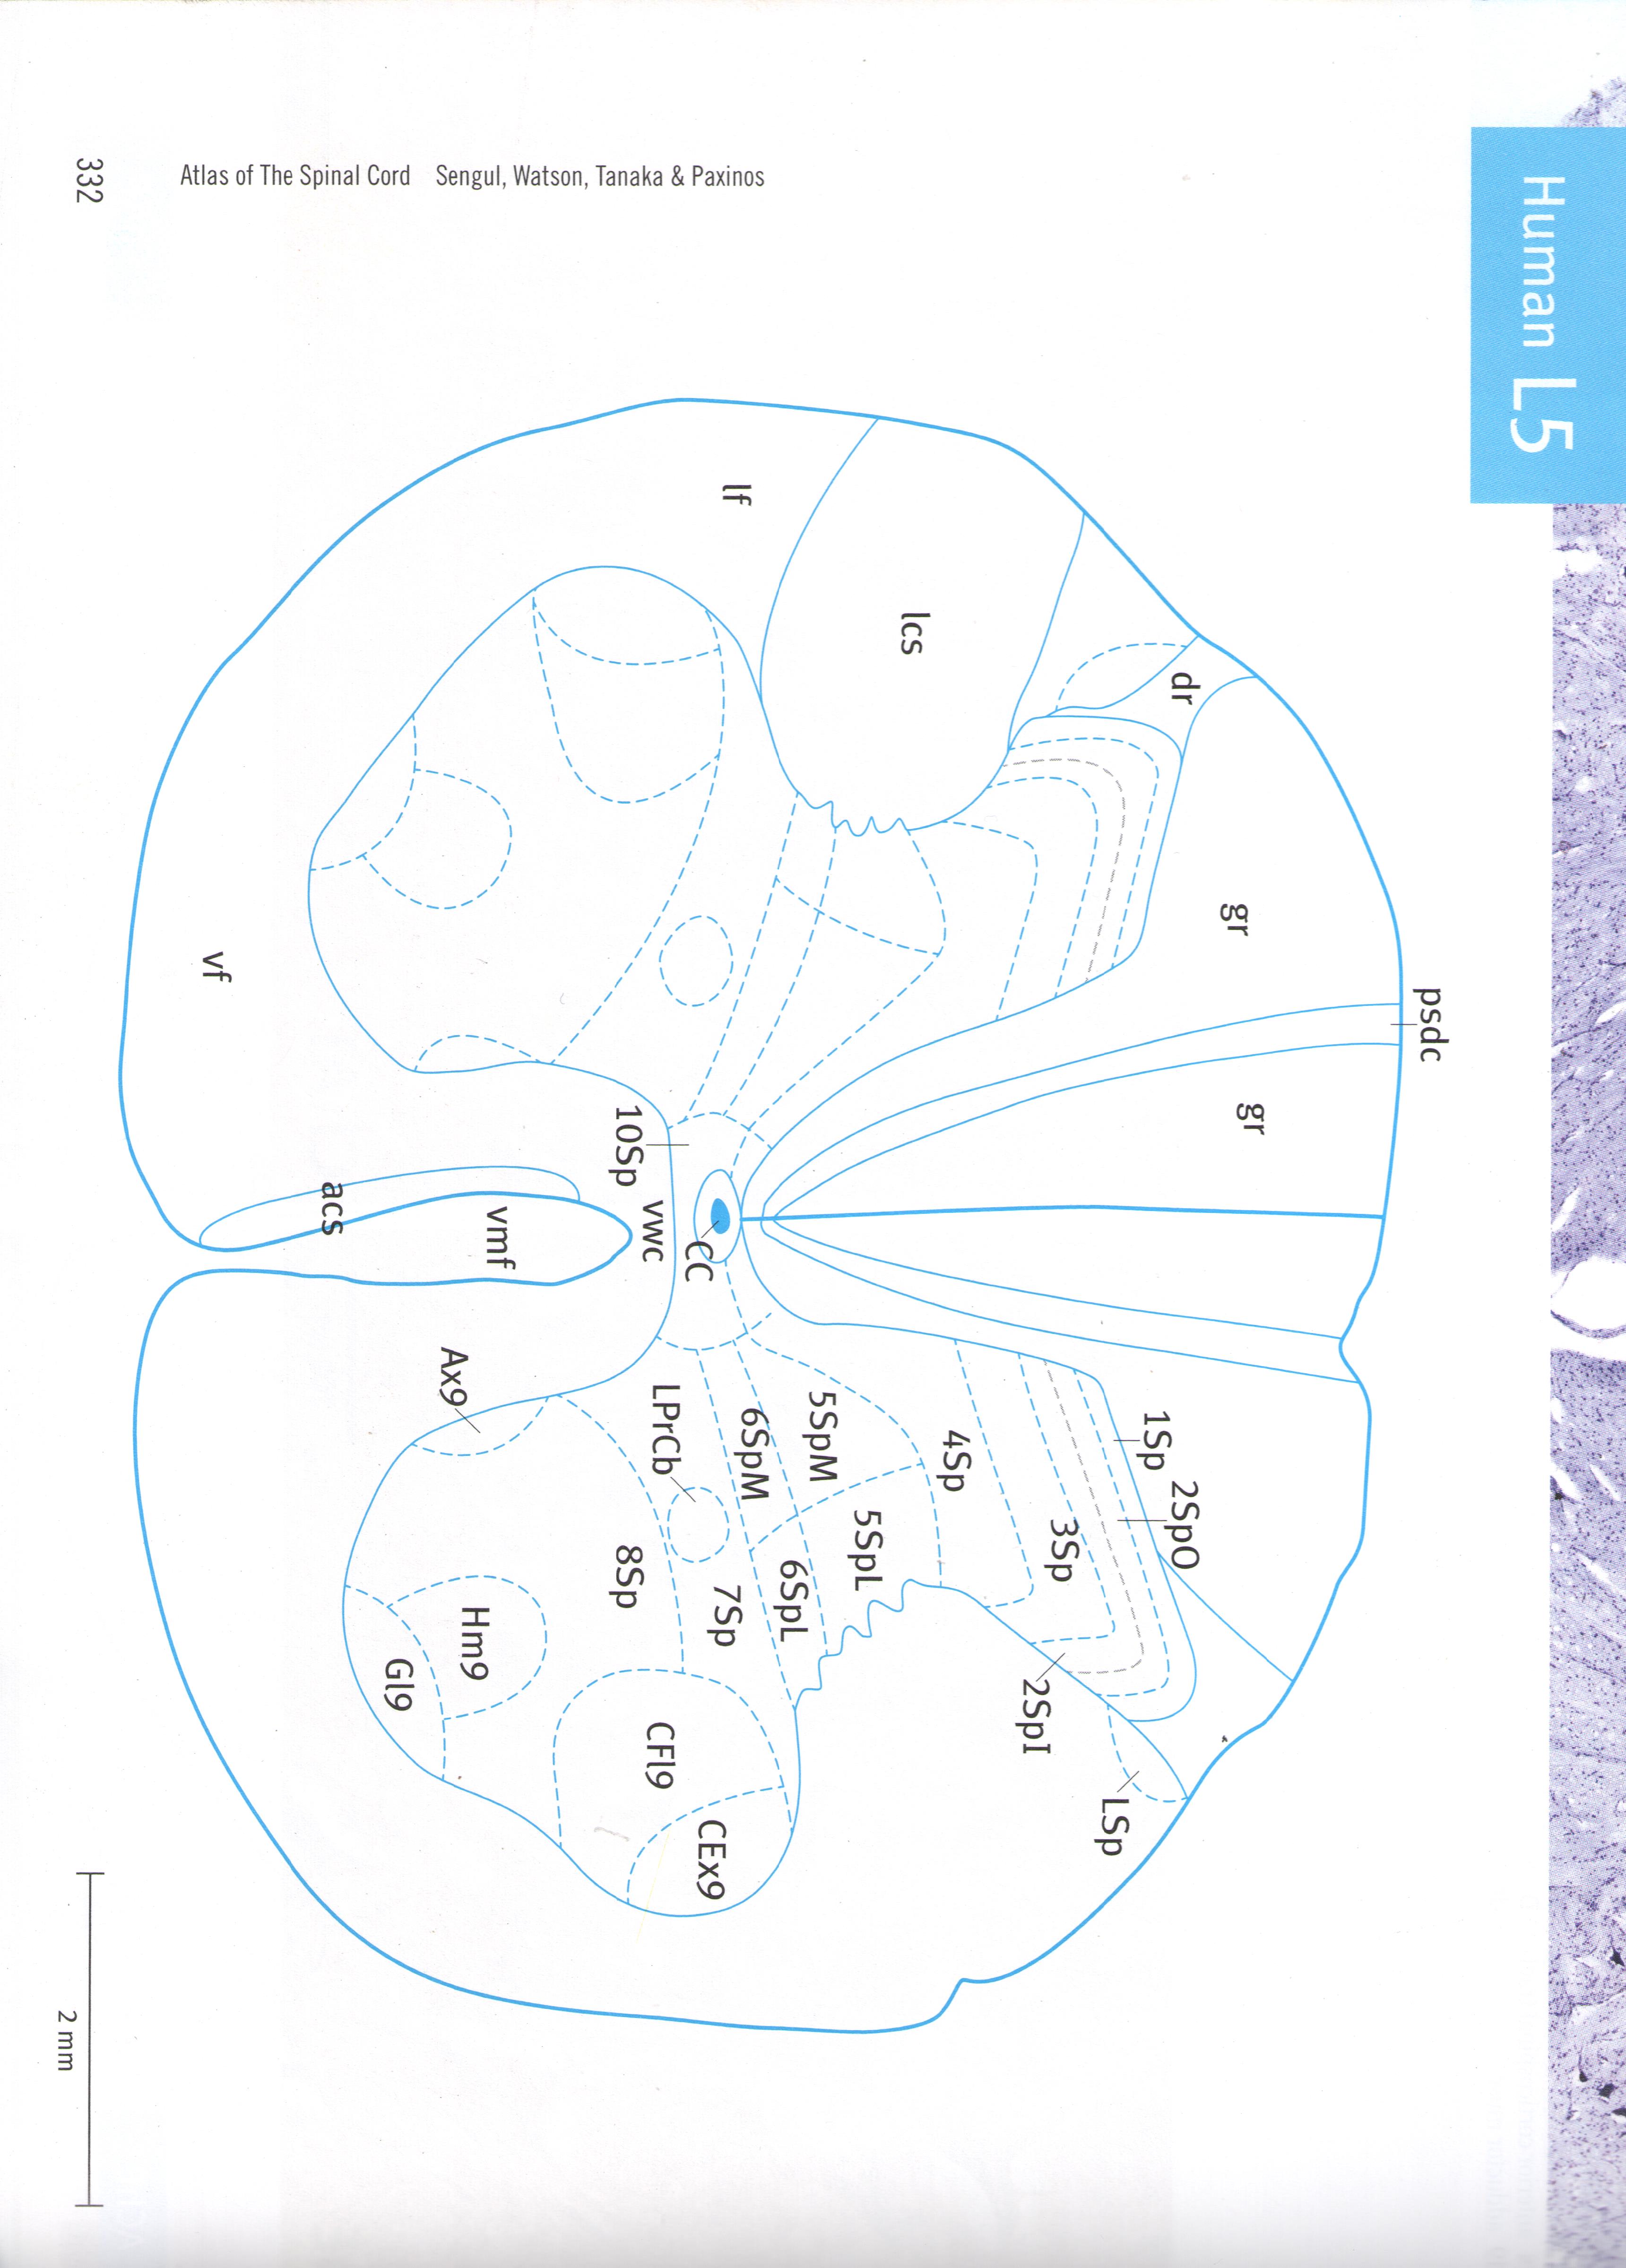 Human L5
psdc
gr
gr
dr
1Sp
2SpO
3Sp
2SpI
LSp
4Sp
lcs
5SpM
5SpL
lf
6SpM
6SpL
7Sp
CC
CEx9
LPrCb
vwc
CFl9
10Sp
8Sp
vmf
Hm9
Ax9
Gl9
acs
vf
332
Atlas of The Spinal Cord Sengul, Watson, Tanaka & Paxinos
2 mm